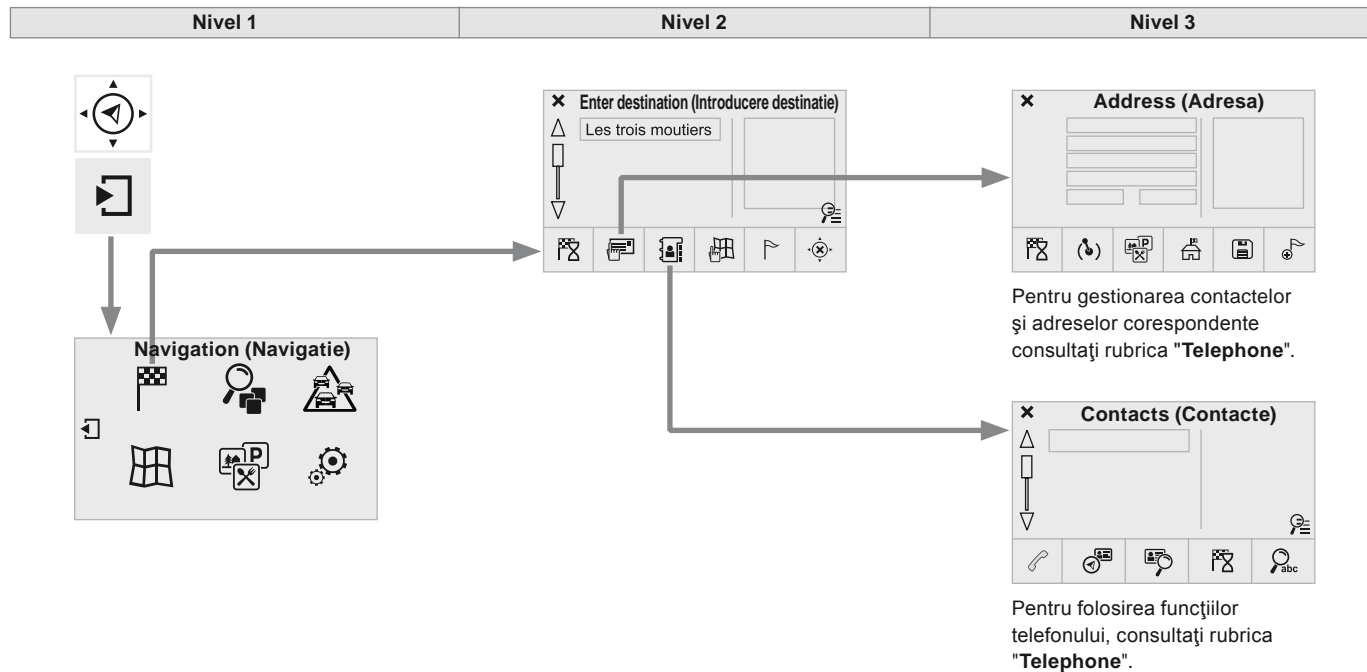 Nivel 1
Nivel 2
Nivel 3
Enter destination (Introducere destinatie)
Les trois moutiers
Address (Adresa)
P
Pentru gestionarea contactelor
şi adreselor corespondente
consultaţi rubrica "Telephone".
Navigation (Navigatie)
P
Contacts (Contacte)
abc
Pentru folosirea funcţiilor
telefonului, consultaţi rubrica
"Telephone".